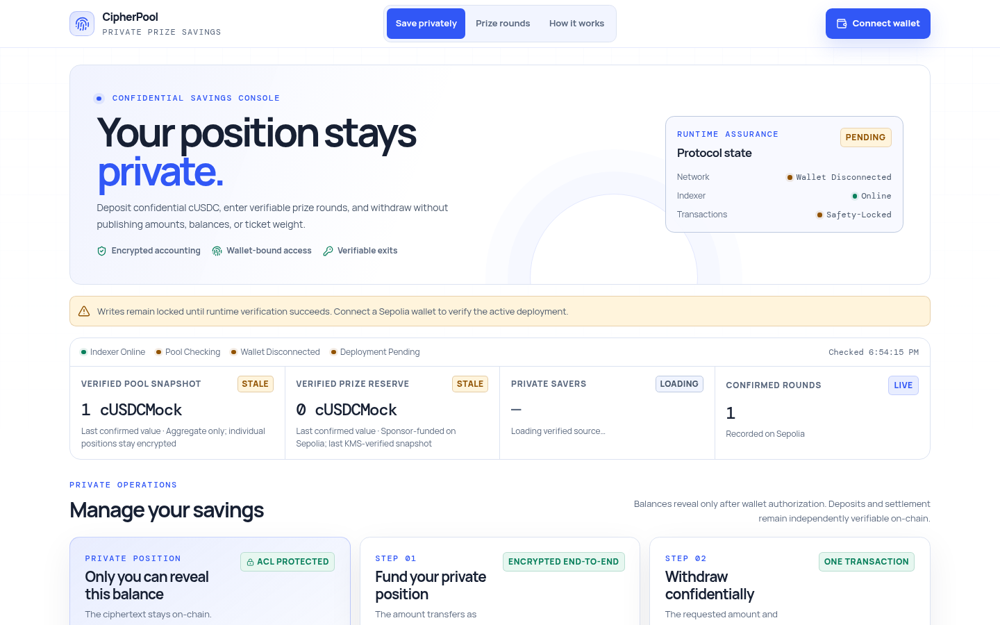 CipherPool
PRIVATE PRIZE SAVINGS
Save privately
Prize rounds
How it works
Connect wallet
CONFIDENTIAL SAVINGS CONSOLE
Your position stays
private.
Deposit confidential cUSDC, enter verifiable prize rounds, and withdraw without
publishing amounts, balances, or ticket weight.
Encrypted accounting
Wallet-bound access
Verifiable exits
RUNTIME ASSURANCE
PENDING
Protocol state
Network
Wallet Disconnected
Indexer
Online
Transactions
Safety-Locked
Writes remain locked until runtime verification succeeds. Connect a Sepolia wallet to verify the active deployment.
Indexer Online
Pool Checking
Wallet Disconnected
Deployment Pending
Checked 6:54:15 PM
VERIFIED POOL SNAPSHOT
STALE
1 cUSDCMock
Last confirmed value · Aggregate only; individual
positions stay encrypted
VERIFIED PRIZE RESERVE
STALE
0 cUSDCMock
Last confirmed value · Sponsor-funded on
Sepolia; last KMS-verified snapshot
PRIVATE SAVERS
LOADING
—
Loading verified source…
CONFIRMED ROUNDS
LIVE
1
Recorded on Sepolia
PRIVATE OPERATIONS
Manage your savings
Balances reveal only after wallet authorization. Deposits and settlement
remain independently verifiable on-chain.
PRIVATE POSITION
ACL PROTECTED
Only you can reveal
this balance
The ciphertext stays on-chain.
STEP 01
ENCRYPTED END-TO-END
Fund your private
position
The amount transfers as
STEP 02
ONE TRANSACTION
Withdraw
confidentially
The requested amount and